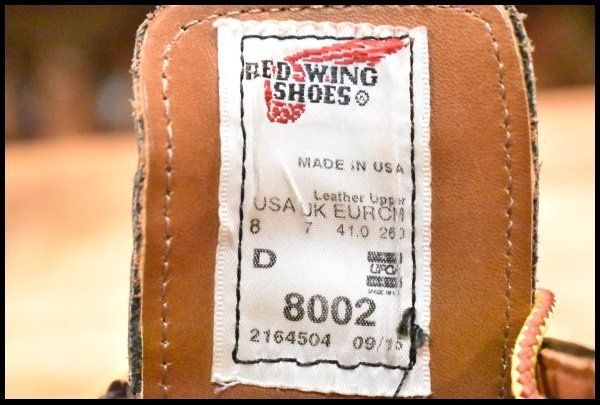 RED WING
SHOES®
MADE IN USA
Leather Upper
USA UK EUR CM
8 7 41.0 260
D
UFCW
8002
2164504 09/15